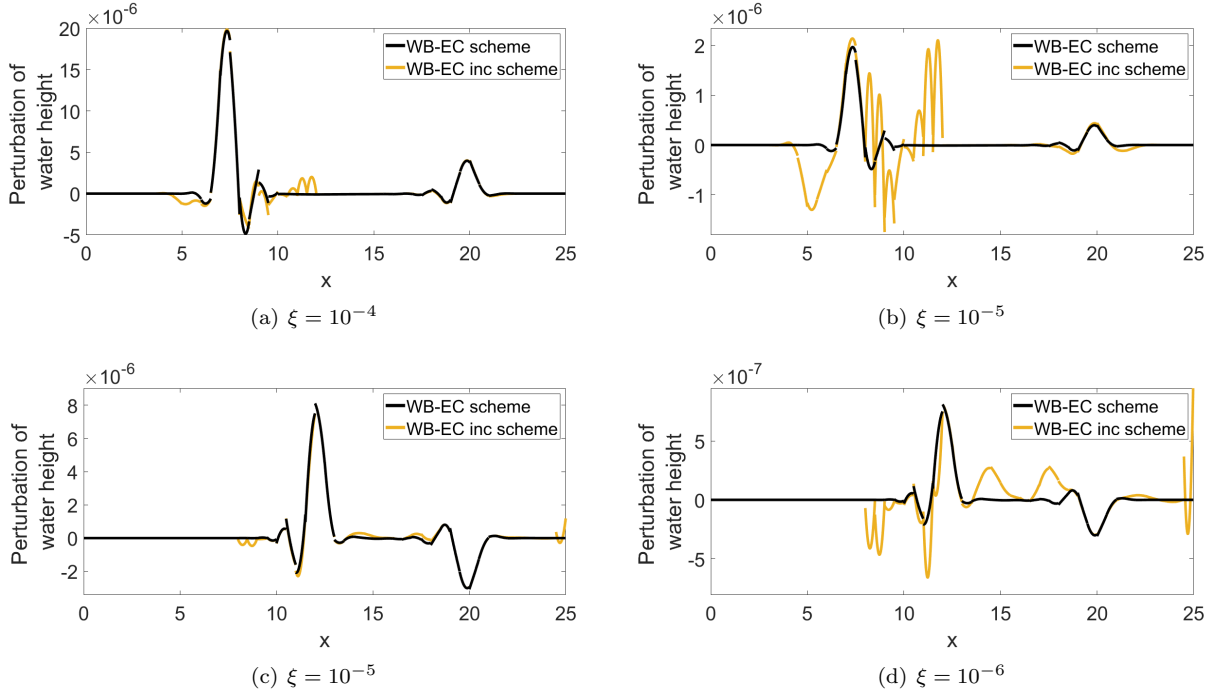 ×10⁻⁶
Perturbation of
water height
20
15
10
5
0
-5
WB-EC scheme
WB-EC inc scheme
0 5 10 15 20 25
x
(a) ξ = 10⁻⁴
×10⁻⁶
Perturbation of
water height
2
1
0
-1
WB-EC scheme
WB-EC inc scheme
0 5 10 15 20 25
x
(b) ξ = 10⁻⁵
×10⁻⁶
Perturbation of
water height
8
6
4
2
0
-2
WB-EC scheme
WB-EC inc scheme
0 5 10 15 20 25
x
(c) ξ = 10⁻⁵
×10⁻⁷
Perturbation of
water height
5
0
-5
WB-EC scheme
WB-EC inc scheme
0 5 10 15 20 25
x
(d) ξ = 10⁻⁶